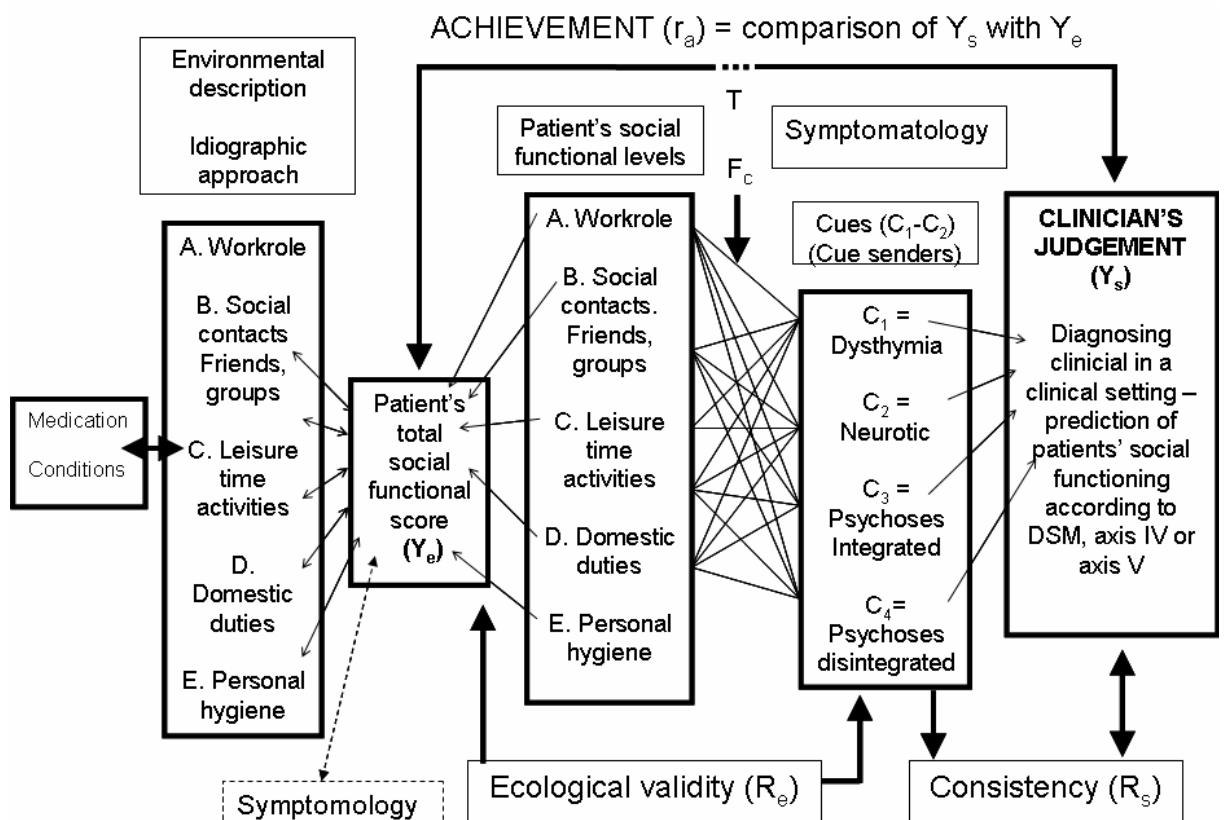 ACHIEVEMENT (rₐ) = comparison of Yₛ with Yₑ
Environmental
description
Idiographic
approach
T
Patient's social
functional levels
Symptomatology
F꜀
Medication
Conditions
A. Workrole
B. Social
contacts
Friends,
groups
C. Leisure
time
activities
D.
Domestic
duties
E. Personal
hygiene
Patient's
total
social
functional
score
(Yₑ)
A. Workrole
B. Social
contacts.
Friends,
groups
C. Leisure
time
activities
D. Domestic
duties
E. Personal
hygiene
Cues (C₁-C₂)
(Cue senders)
C₁ =
Dysthymia
C₂ =
Neurotic
C₃ =
Psychoses
Integrated
C₄=
Psychoses
disintegrated
CLINICIAN'S
JUDGEMENT
(Yₛ)
Diagnosing
clinicial in a
clinical setting –
prediction of
patients' social
functioning
according to
DSM, axis IV or
axis V
Symptomology
Ecological validity (Rₑ)
Consistency (Rₛ)